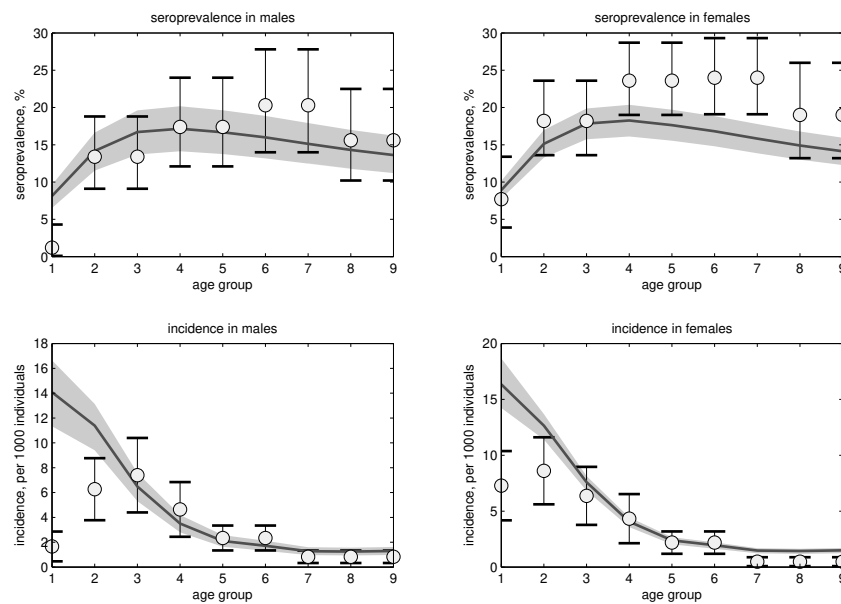 seroprevalence in males
seroprevalence, %
30
25
20
15
10
5
0
1 2 3 4 5 6 7 8 9
age group
seroprevalence in females
seroprevalence, %
30
25
20
15
10
5
0
1 2 3 4 5 6 7 8 9
age group
incidence in males
incidence, per 1000 individuals
18
16
14
12
10
8
6
4
2
0
1 2 3 4 5 6 7 8 9
age group
incidence in females
incidence, per 1000 individuals
20
15
10
5
0
1 2 3 4 5 6 7 8 9
age group